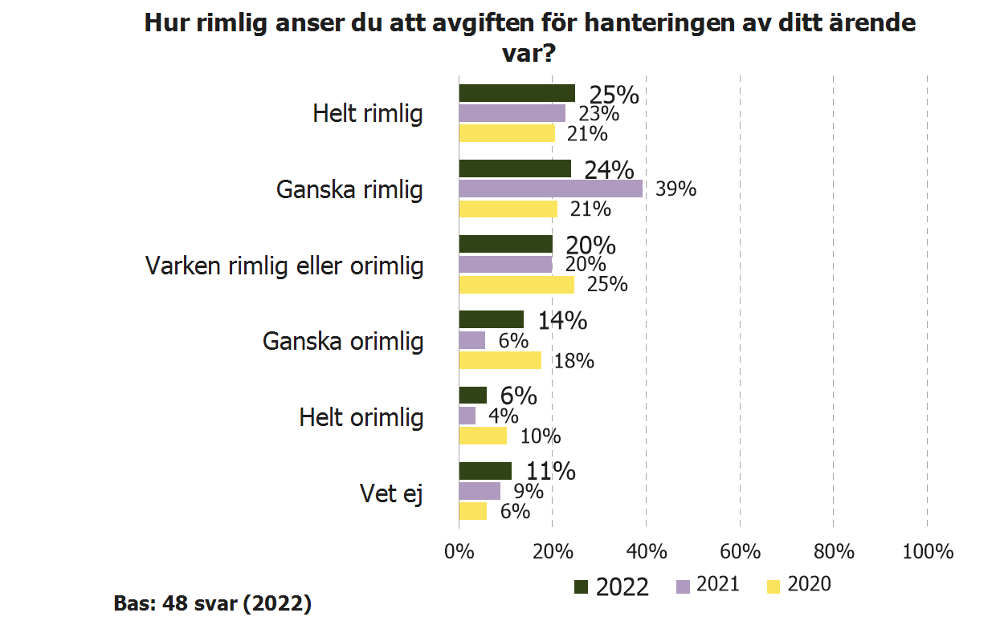 Hur rimlig anser du att avgiften för hanteringen av ditt ärende
var?
Helt rimlig
25%
23%
21%
Ganska rimlig
24%
39%
21%
Varken rimlig eller orimlig
20%
20%
25%
Ganska orimlig
14%
6%
18%
Helt orimlig
6%
4%
10%
Vet ej
11%
9%
6%
0% 20% 40% 60% 80% 100%
2022 2021 2020
Bas: 48 svar (2022)